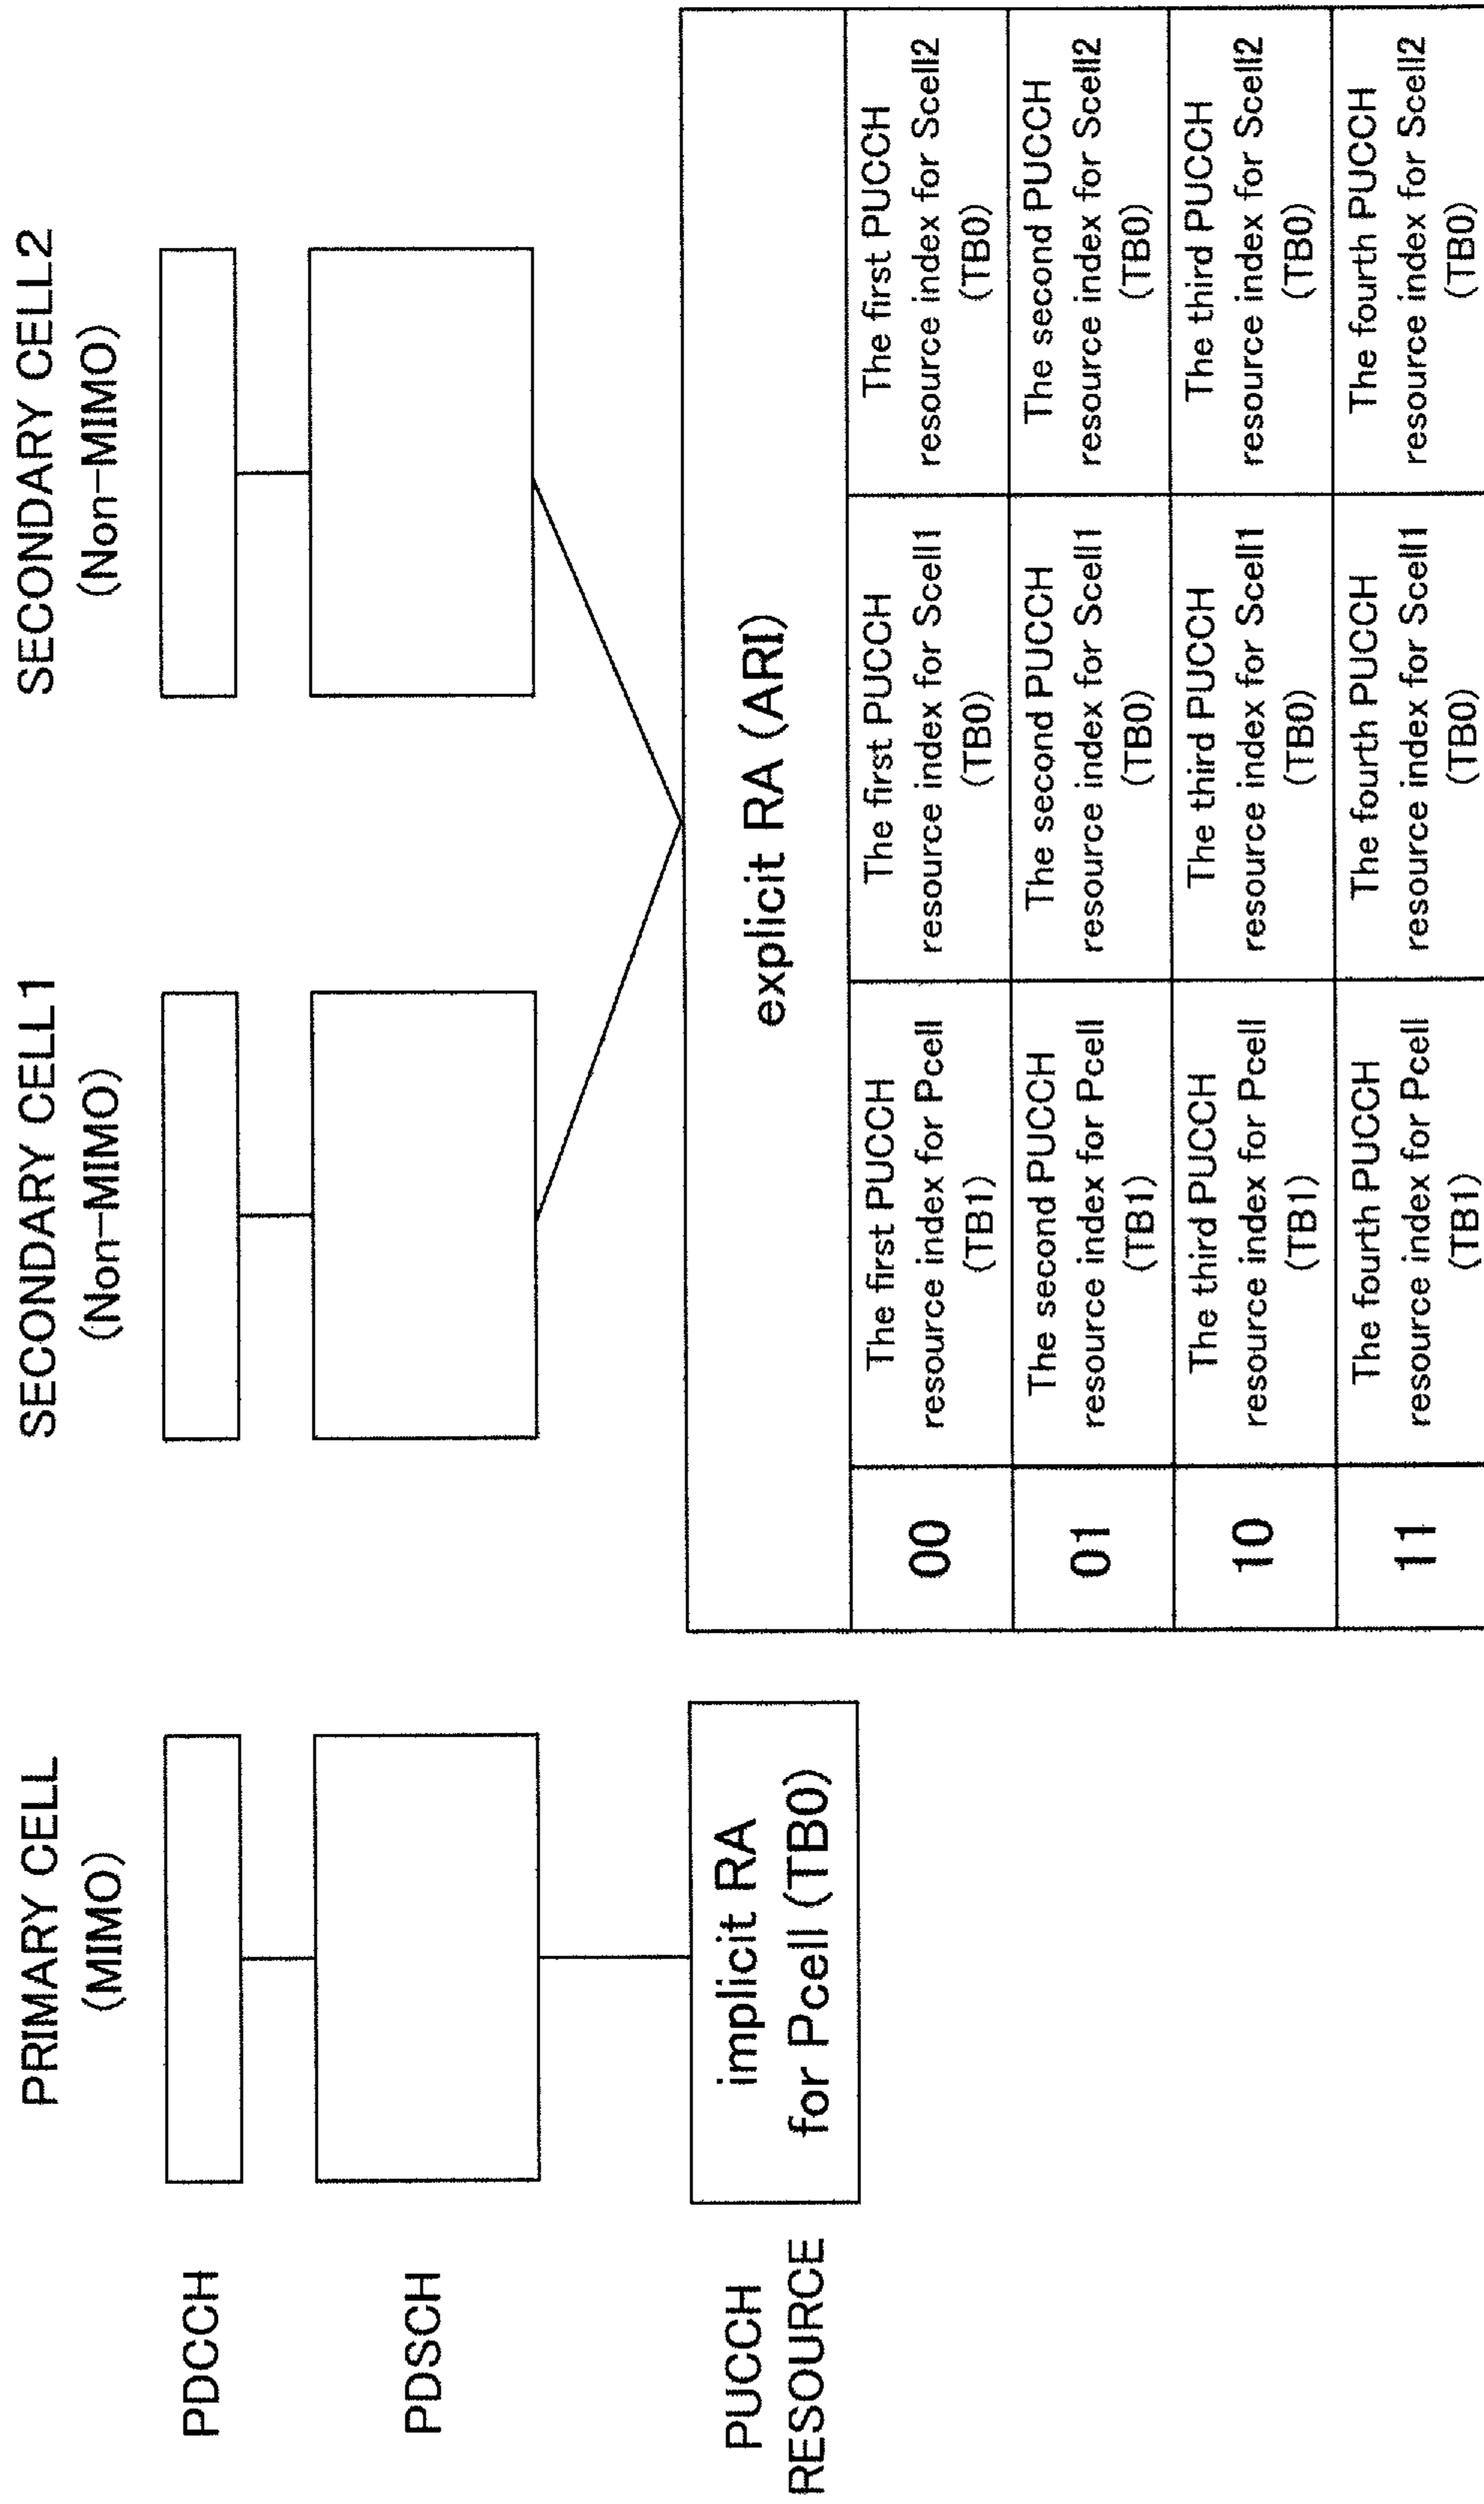 PRIMARY CELL
(MIMO)
SECONDARY CELL1
(Non-MIMO)
SECONDARY CELL2
(Non-MIMO)
PDCCH
PDSCH
PUCCH
RESOURCE
implicit RA
for Pcell (TB0)
explicit RA (ARI)
00
The first PUCCH
resource index for Pcell
(TB1)
The first PUCCH
resource index for Scell1
(TB0)
The first PUCCH
resource index for Scell2
(TB0)
01
The second PUCCH
resource index for Pcell
(TB1)
The second PUCCH
resource index for Scell1
(TB0)
The second PUCCH
resource index for Scell2
(TB0)
10
The third PUCCH
resource index for Pcell
(TB1)
The third PUCCH
resource index for Scell1
(TB0)
The third PUCCH
resource index for Scell2
(TB0)
11
The fourth PUCCH
resource index for Pcell
(TB1)
The fourth PUCCH
resource index for Scell1
(TB0)
The fourth PUCCH
resource index for Scell2
(TB0)